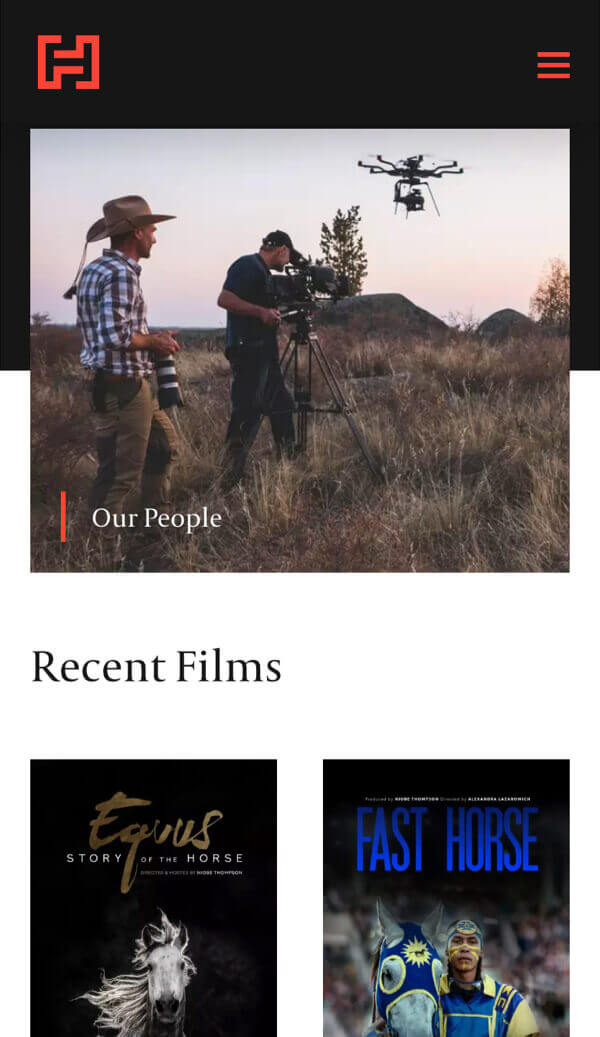 Our People
Recent Films
Equus
STORY OF THE HORSE
DIRECTED & HOSTED BY NIOBE THOMPSON
Produced by NIOBE THOMPSON Directed by ALEXANDRA LAZAROWICH
FAST HORSE